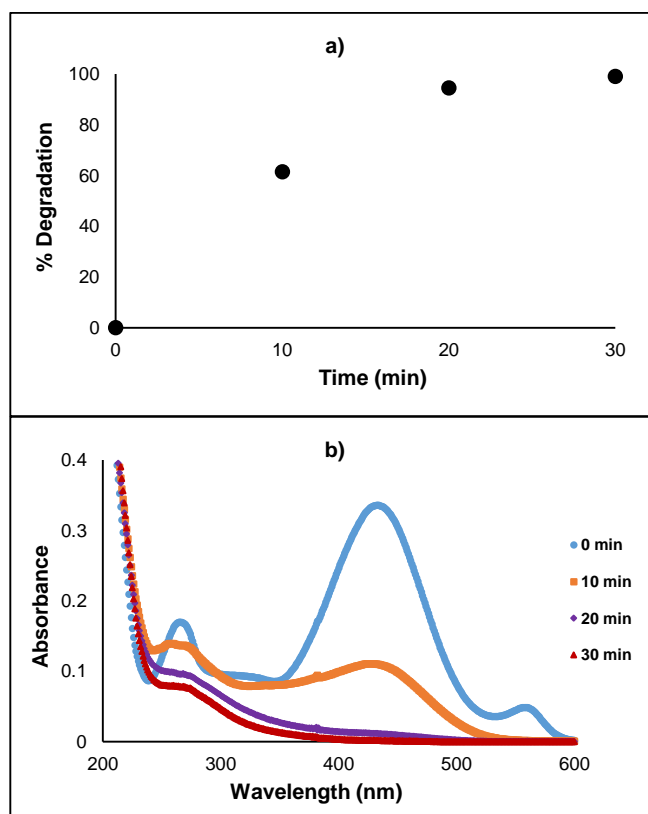 a)
100
80
60
40
20
0
% Degradation
0 10 20 30
Time (min)
b)
0.4
0.3
0.2
0.1
0
Absorbance
0 min
10 min
20 min
30 min
200 300 400 500 600
Wavelength (nm)